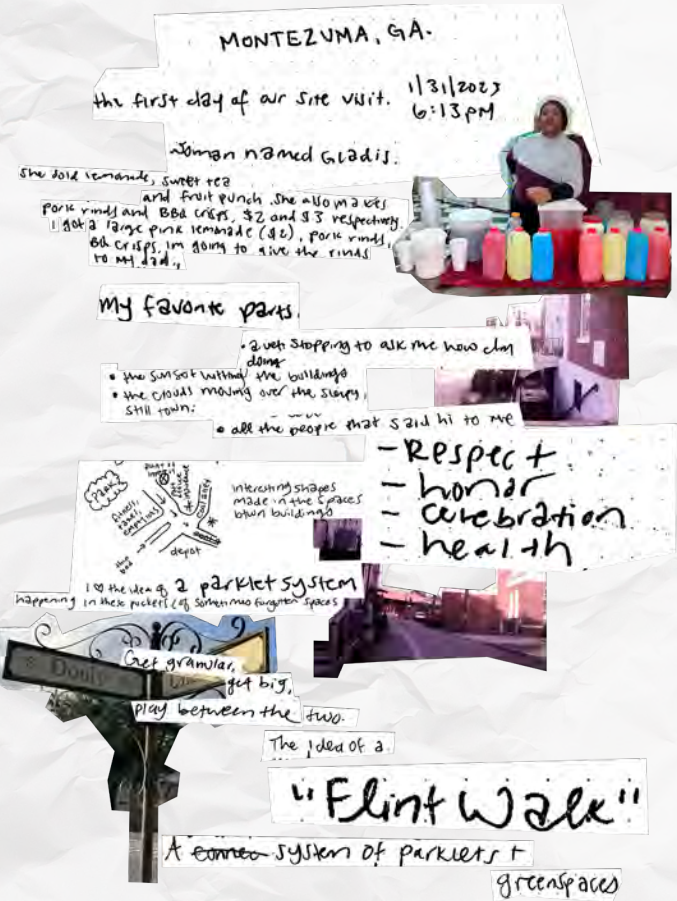 MONTEZUMA, GA.
the first day of our site visit.
1/31/2023
6:13 PM
Woman named Gladis.
She sold lemonade, sweet tea
and fruit punch. She also makes
pork rinds and BBQ crisps, $2 and $3 respectively.
I got a large pink lemonade ($2), pork rinds,
BBQ crisps. Im going to give the rinds
to my dad.
my favorite parts.
stopping to ask me how I'm
doing
• the sunset hitting the buildings
• the clouds moving over the sleepy,
still town.
• all the people that said hi to me
- Respect
- honor
- celebration
- health
PARK
depot
interesting shapes
made in the spaces
btwn buildings
I ♡ the idea of a parklet system
happening in these pockets of sometimes forgotten spaces
Dooly
Get granular,
get big,
play between the two.
The idea of a
"Flint Walk"
A system of parklets +
greenspaces